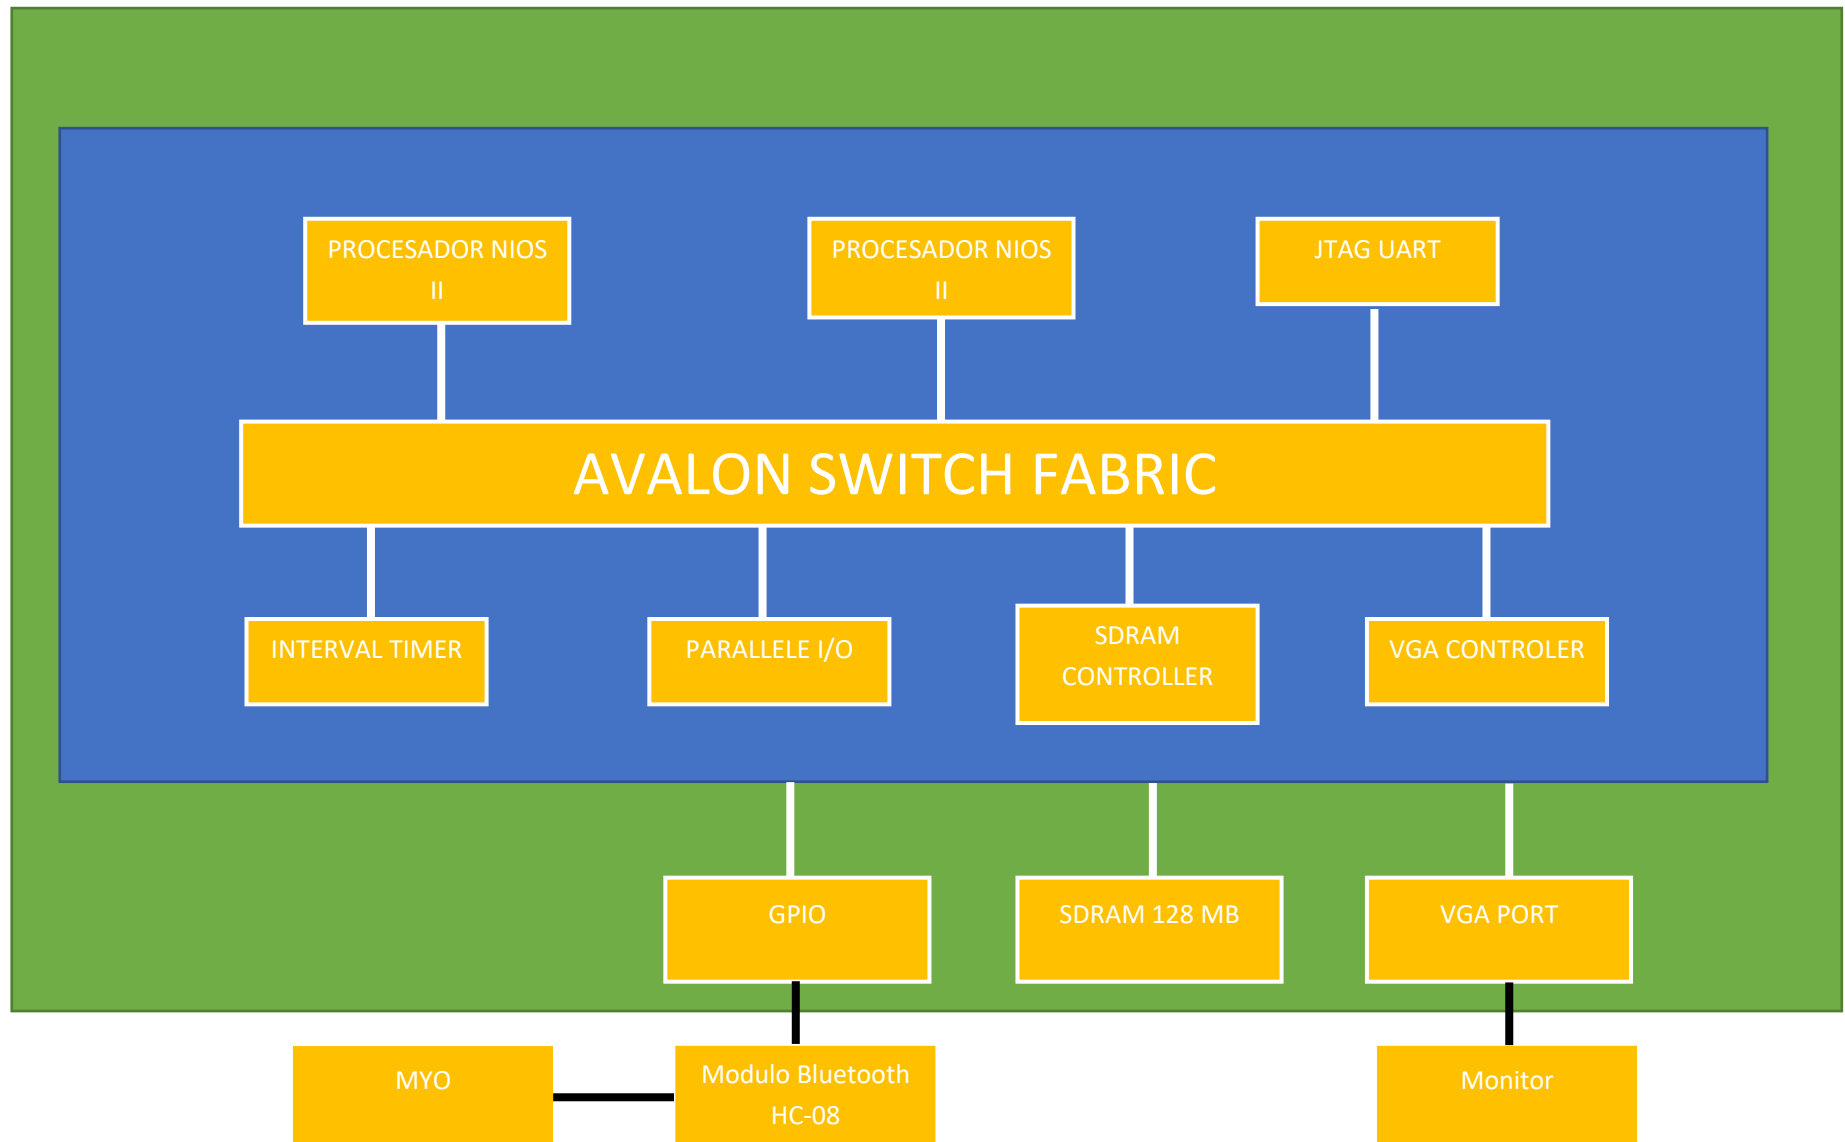 PROCESADOR NIOS
II
PROCESADOR NIOS
II
JTAG UART
AVALON SWITCH FABRIC
INTERVAL TIMER
PARALLELE I/O
SDRAM
CONTROLLER
VGA CONTROLER
GPIO
SDRAM 128 MB
VGA PORT
MYO
Modulo Bluetooth
HC-08
Monitor